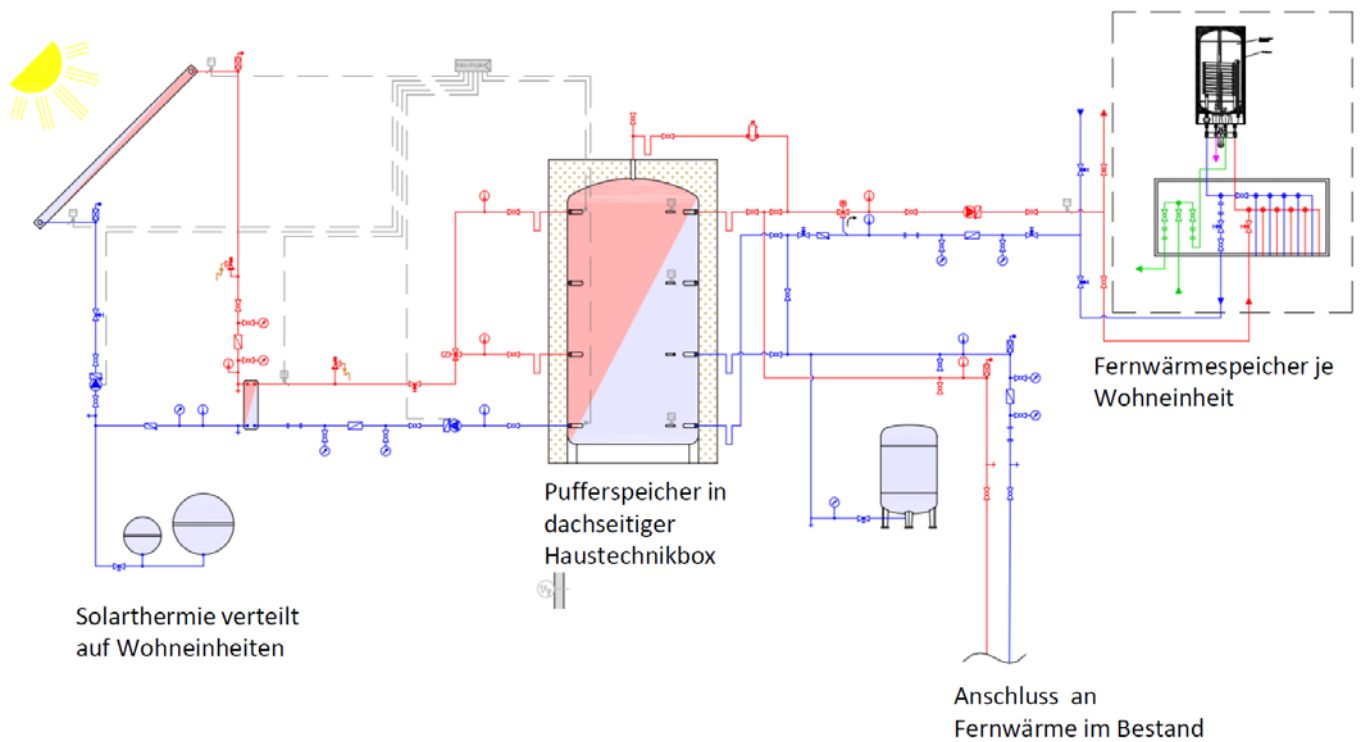 Fernwärmespeicher je
Wohneinheit
Pufferspeicher in
dachseitiger
Haustechnikbox
Solarthermie verteilt
auf Wohneinheiten
Anschluss an
Fernwärme im Bestand